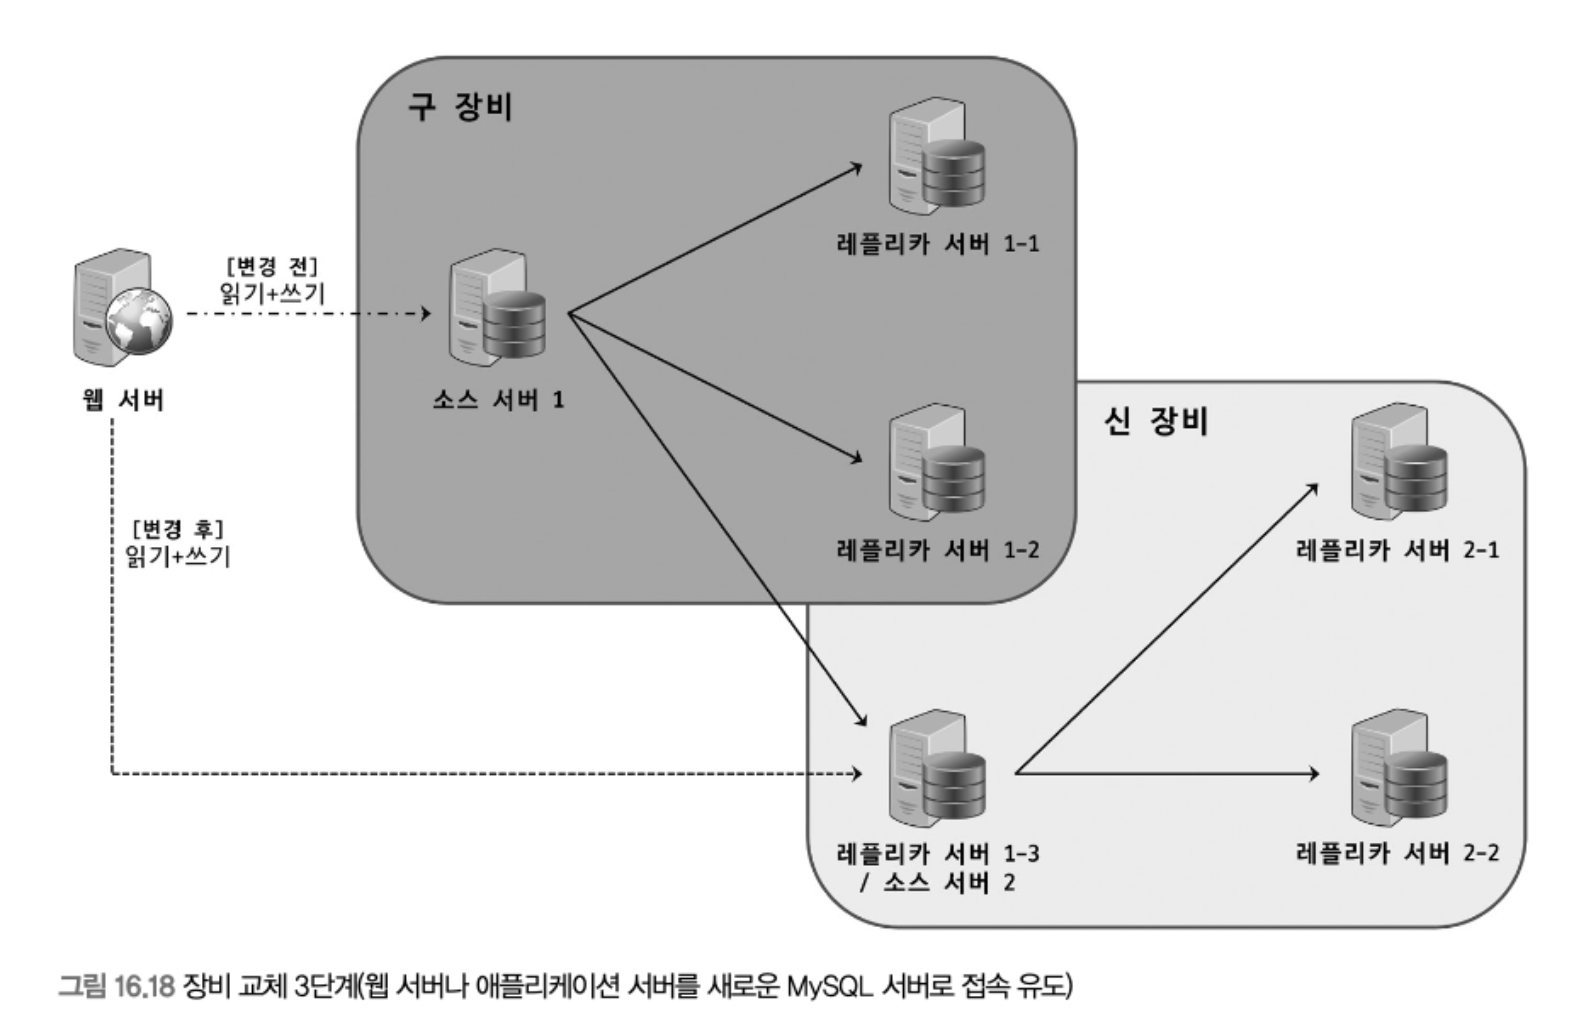 구 장비
레플리카 서버 1-1
[변경 전]
읽기+쓰기
웹 서버
소스 서버 1
신 장비
[변경 후]
읽기+쓰기
레플리카 서버 1-2
레플리카 서버 2-1
레플리카 서버 1-3
/ 소스 서버 2
레플리카 서버 2-2
그림 16.18 장비 교체 3단계(웹 서버나 애플리케이션 서버를 새로운 MySQL 서버로 접속 유도)